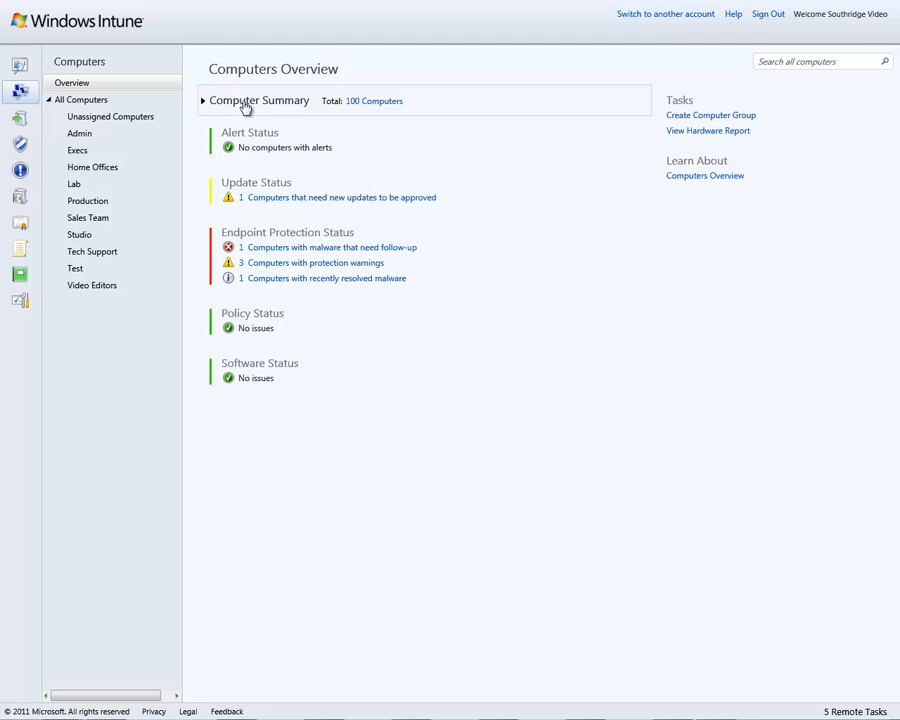 Windows Intune
Switch to another account
Help
Sign Out
Welcome Southridge Video
Computers
Overview
All Computers
Unassigned Computers
Admin
Execs
Home Offices
Lab
Production
Sales Team
Studio
Tech Support
Test
Video Editors
Computers Overview
Search all computers
Computer Summary Total: 100 Computers
Alert Status
No computers with alerts
Update Status
1 Computers that need new updates to be approved
Endpoint Protection Status
1 Computers with malware that need follow-up
3 Computers with protection warnings
1 Computers with recently resolved malware
Policy Status
No issues
Software Status
No issues
Tasks
Create Computer Group
View Hardware Report
Learn About
Computers Overview
© 2011 Microsoft. All rights reserved
Privacy
Legal
Feedback
5 Remote Tasks